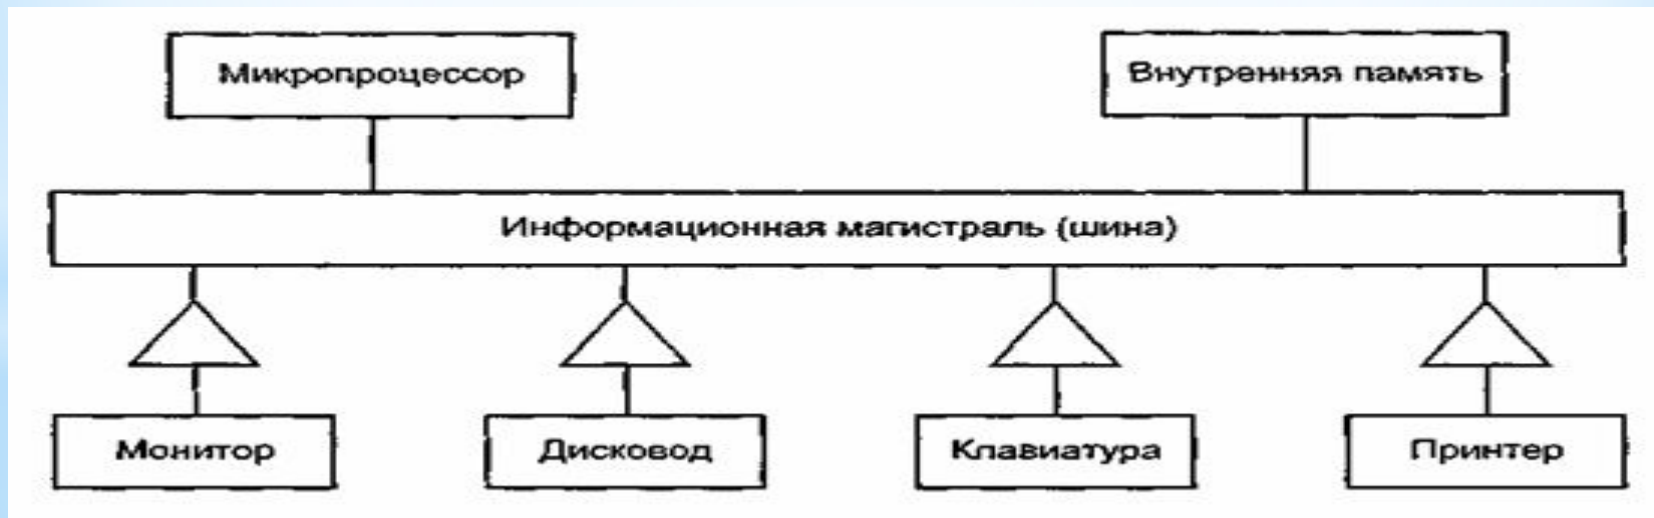 Микропроцессор
Внутренняя память
Информационная магистраль (шина)
Монитор
Дисковод
Клавиатура
Принтер